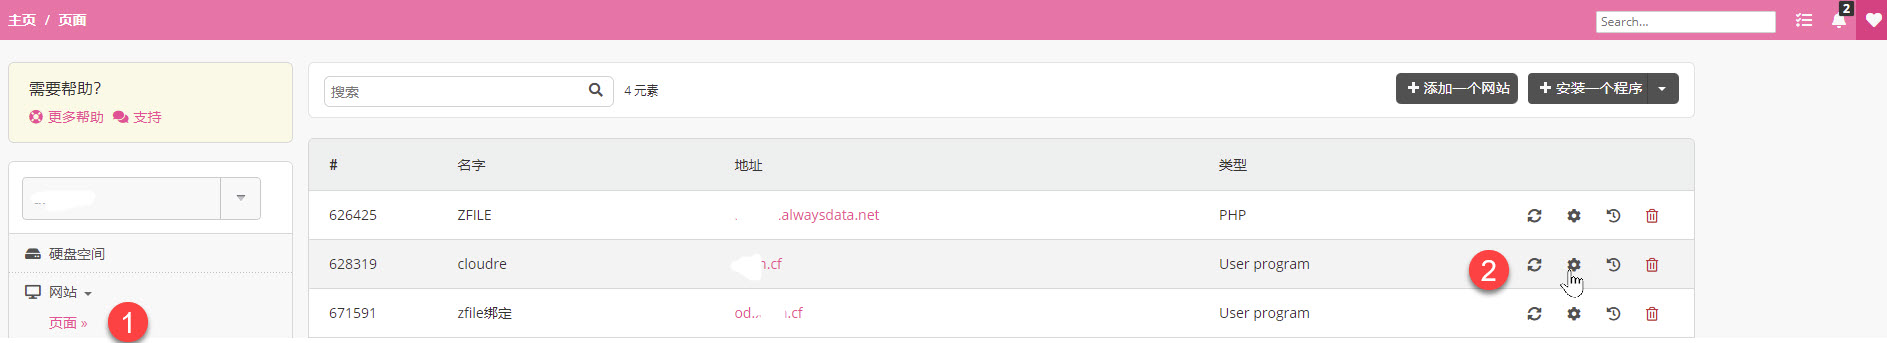 主页 / 页面
Search...
2
需要帮助?
更多帮助 支持
搜索
4 元素
添加一个网站
安装一个程序
# 名字 地址 类型
626425 ZFILE .alwaysdata.net PHP
628319 cloudre .cf User program
2
671591 zfile绑定 od .cf User program
硬盘空间
网站
页面 »
1